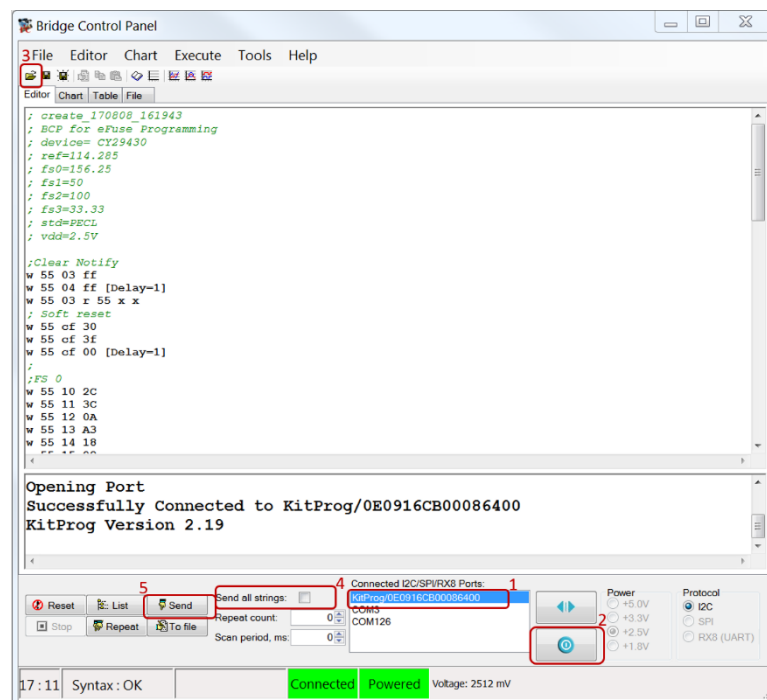 Bridge Control Panel
3 File Editor Chart Execute Tools Help
Editor Chart Table File
; create_170808_161943
; BCP for eFuse Programming
; device= CY29430
; ref=114.285
; fs0=156.25
; fs1=50
; fs2=100
; fs3=33.33
; std=PECL
; vdd=2.5V
;Clear Notify
w 55 03 ff
w 55 04 ff [Delay=1]
w 55 03 r 55 x x
; Soft reset
w 55 cf 30
w 55 cf 3f
w 55 cf 00 [Delay=1]
;
;FS 0
w 55 10 2C
w 55 11 3C
w 55 12 0A
w 55 13 A3
w 55 14 18
Opening Port
Successfully Connected to KitProg/0E0916CB00086400
KitProg Version 2.19
5 4 Connected I2C/SPI/RX8 Ports: 1
Reset List Send Send all strings: KitProg/0E0916CB00086400 Power Protocol
COM3 +5.0V I2C
Stop Repeat To file Repeat count: 0 COM126 2 +3.3V SPI
Scan period, ms: 0 +2.5V RX8 (UART)
+1.8V
17 : 11 Syntax : OK Connected Powered Voltage: 2512 mV